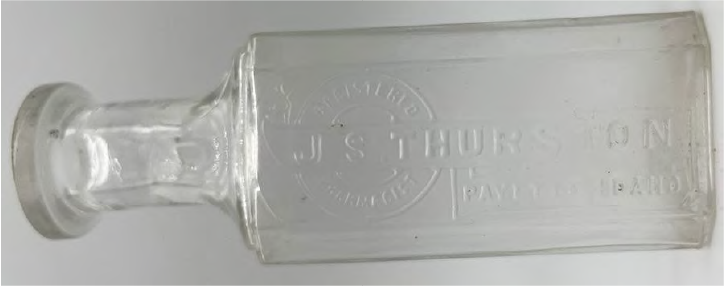 REGISTERED
J S THURSTON
PHARMACIST
PAYETTE IDAHO